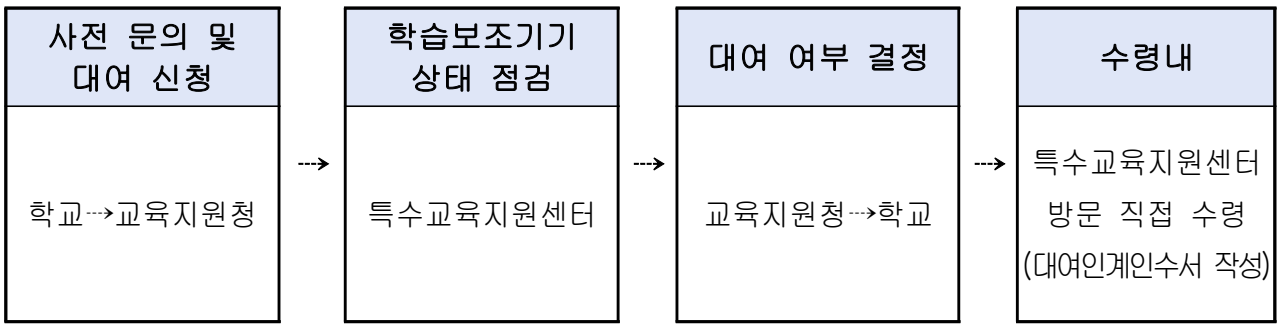 사전 문의 및
대여 신청
학교⤑교육지원청
⤑
학습보조기기
상태 점검
특수교육지원센터
⤑
대여 여부 결정
교육지원청⤑학교
⤑
수령내
특수교육지원센터
방문 직접 수령
(대여인계인수서 작성)